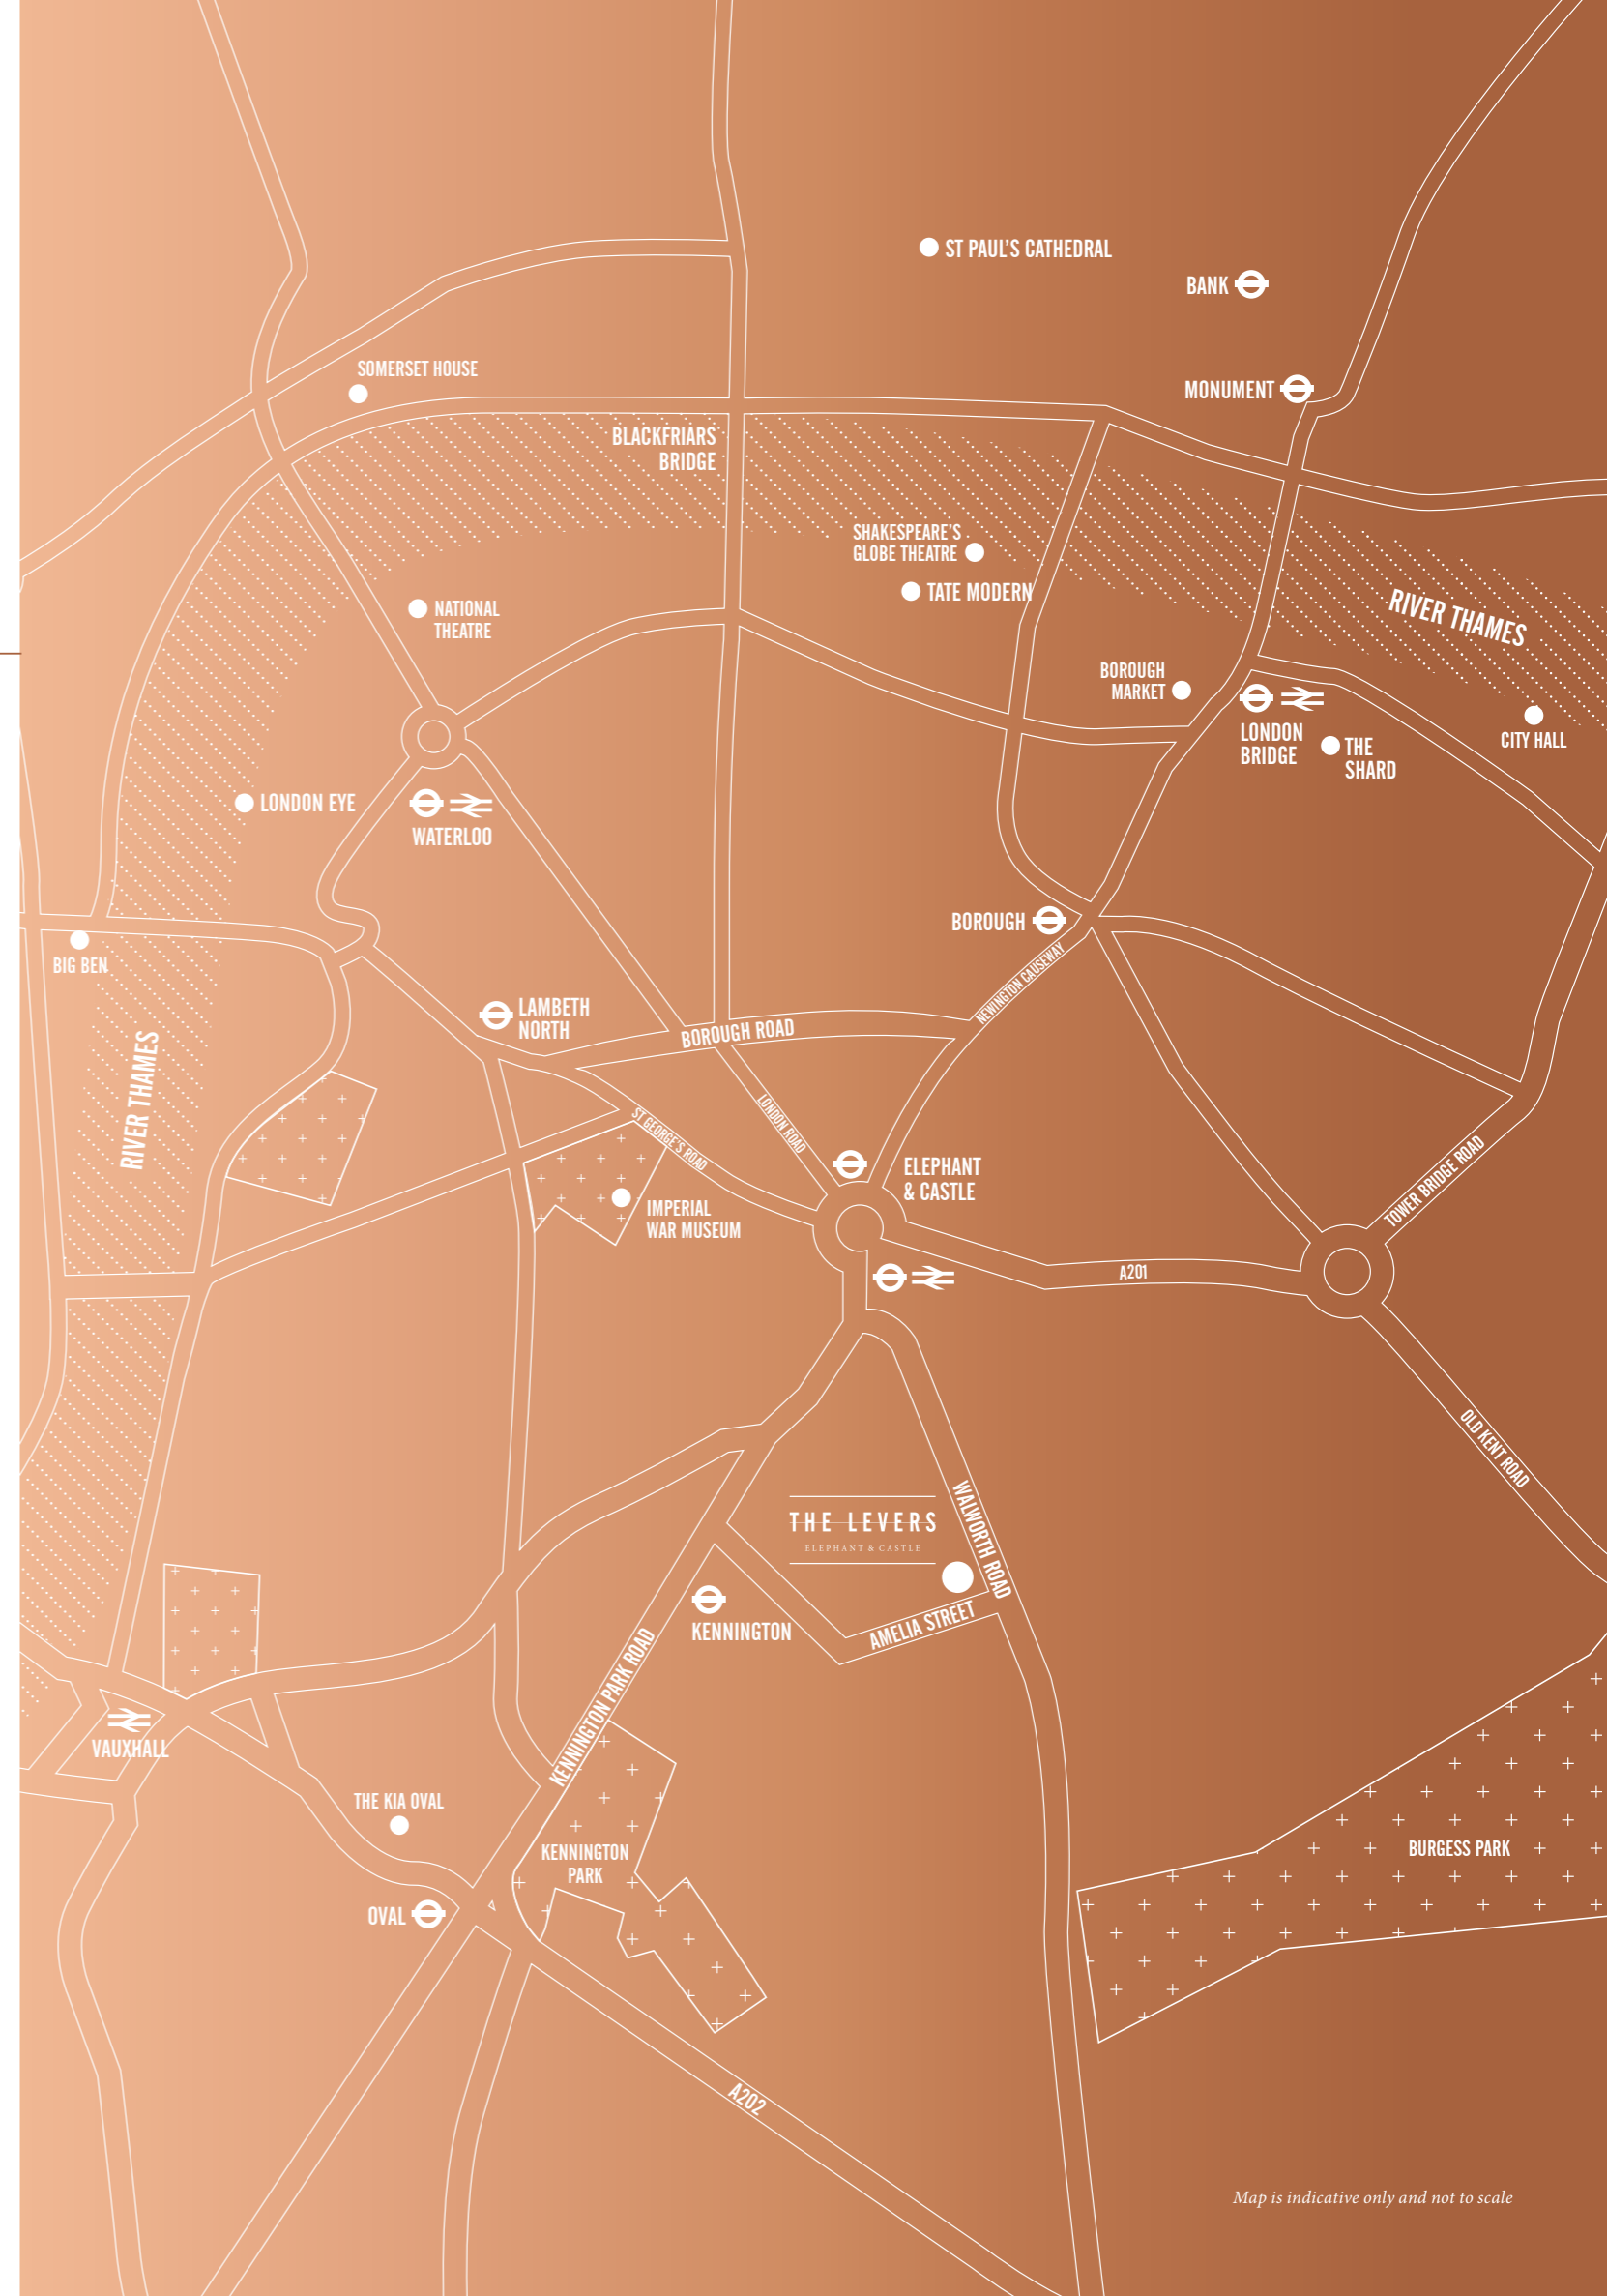 ST PAUL'S CATHEDRAL
BANK
SOMERSET HOUSE
MONUMENT
BLACKFRIARS
BRIDGE
SHAKESPEARE'S
GLOBE THEATRE
TATE MODERN
RIVER THAMES
NATIONAL
THEATRE
BOROUGH
MARKET
LONDON
BRIDGE
THE
SHARD
CITY HALL
LONDON EYE
WATERLOO
BOROUGH
BIG BEN
NEWINGTON CAUSEWAY
LAMBETH
NORTH
BOROUGH ROAD
RIVER THAMES
ST GEORGE'S ROAD
LONDON ROAD
ELEPHANT
& CASTLE
TOWER BRIDGE ROAD
IMPERIAL
WAR MUSEUM
A201
OLD KENT ROAD
THE LEVERS
ELEPHANT & CASTLE
WALWORTH ROAD
KENNINGTON
AMELIA STREET
KENNINGTON PARK ROAD
VAUXHALL
THE KIA OVAL
KENNINGTON
PARK
BURGESS PARK
OVAL
A202
Map is indicative only and not to scale